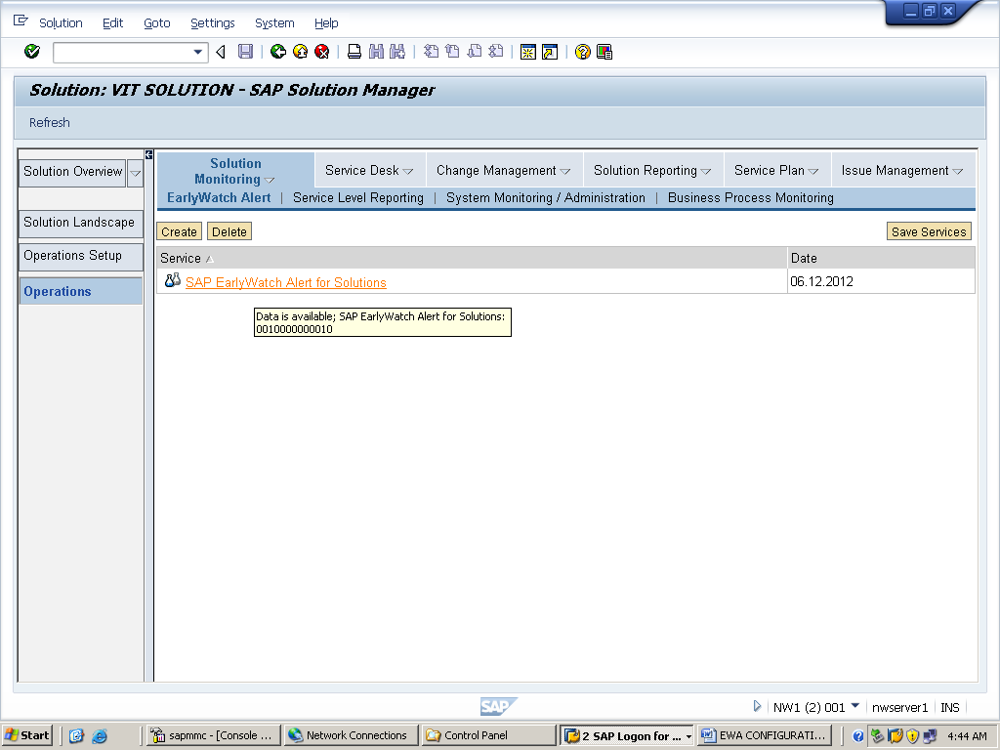 Solution Edit Goto Settings System Help
Solution: VIT SOLUTION - SAP Solution Manager
Refresh
Solution Overview
Solution Landscape
Operations Setup
Operations
Solution
Monitoring
Service Desk
Change Management
Solution Reporting
Service Plan
Issue Management
EarlyWatch Alert | Service Level Reporting | System Monitoring / Administration | Business Process Monitoring
Create Delete Save Services
Service Date
SAP EarlyWatch Alert for Solutions 06.12.2012
Data is available; SAP EarlyWatch Alert for Solutions:
0010000000010
SAP NW1 (2) 001 nwserver1 INS
Start sapmmc - [Console ... Network Connections Control Panel 2 SAP Logon for ... EWA CONFIGURATI... 4:44 AM